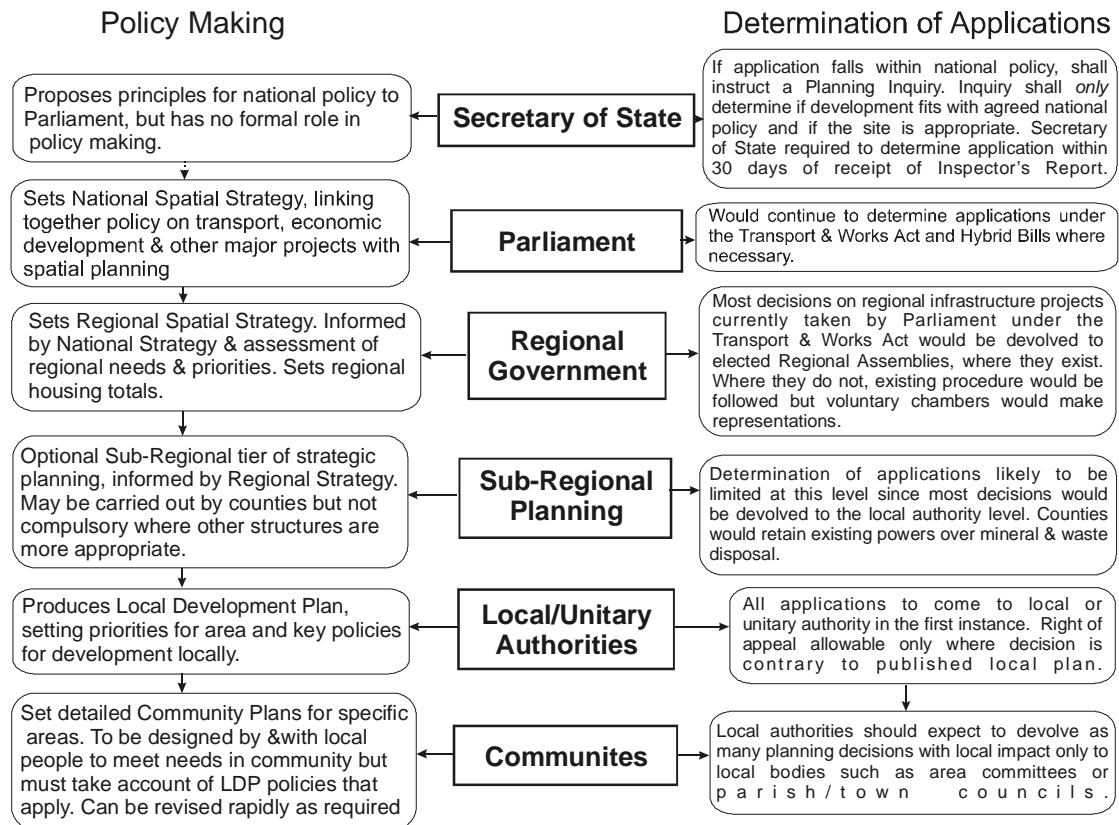 Policy Making
Determination of Applications
Proposes principles for national policy to
Parliament, but has no formal role in
policy making.
Secretary of State
If application falls within national policy, shall
instruct a Planning Inquiry. Inquiry shall only
determine if development fits with agreed national
policy and if the site is appropriate. Secretary
of State required to determine application within
30 days of receipt of Inspector's Report.
Sets National Spatial Strategy, linking
together policy on transport, economic
development & other major projects with
spatial planning
Parliament
Would continue to determine applications under
the Transport & Works Act and Hybrid Bills where
necessary.
Sets Regional Spatial Strategy. Informed
by National Strategy & assessment of
regional needs & priorities. Sets regional
housing totals.
Regional
Government
Most decisions on regional infrastructure projects
currently taken by Parliament under the
Transport & Works Act would be devolved to
elected Regional Assemblies, where they exist.
Where they do not, existing procedure would be
followed but voluntary chambers would make
representations.
Optional Sub-Regional tier of strategic
planning, informed by Regional Strategy.
May be carried out by counties but not
compulsory where other structures are
more appropriate.
Sub-Regional
Planning
Determination of applications likely to be
limited at this level since most decisions would
be devolved to the local authority level. Counties
would retain existing powers over mineral & waste
disposal.
Produces Local Development Plan,
setting priorities for area and key policies
for development locally.
Local/Unitary
Authorities
All applications to come to local or
unitary authority in the first instance. Right of
appeal allowable only where decision is
contrary to published local plan.
Set detailed Community Plans for specific
areas. To be designed by &with local
people to meet needs in community but
must take account of LDP policies that
apply. Can be revised rapidly as required
Communites
Local authorities should expect to devolve as
many planning decisions with local impact only to
local bodies such as area committees or
parish/town councils.